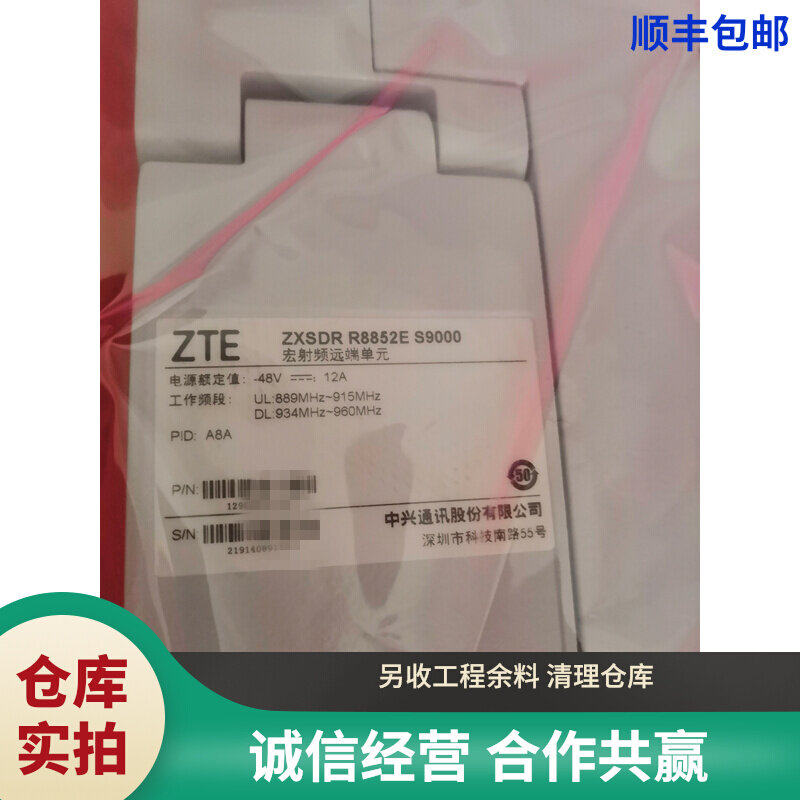 顺丰包邮
ZTE
ZXSDR R8852E S9000
宏射频远端单元
电源额定值: -48V ⎓: 12A
工作频段: UL:889MHz~915MHz
DL:934MHz~960MHz
PID: A8A
50
P/N:
S/N:
中兴通讯股份有限公司
深圳市科技南路55号
仓库
实拍
另收工程余料 清理仓库
诚信经营 合作共赢